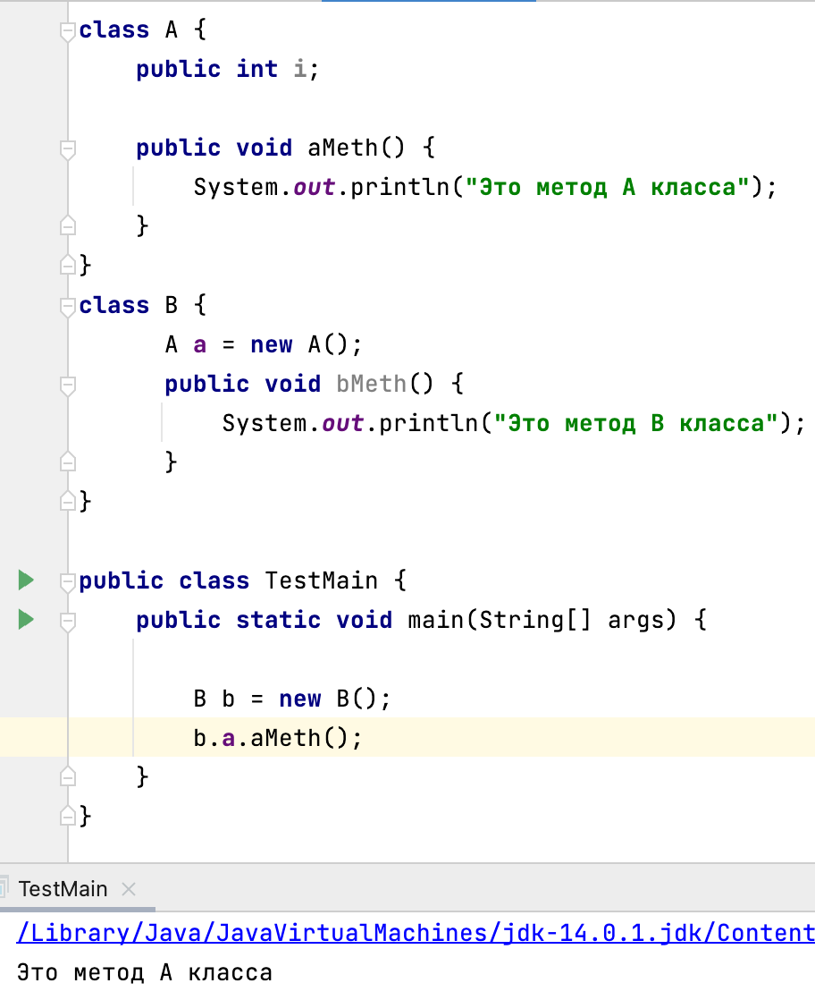 class A {
public int i;
public void aMeth() {
System.out.println("Это метод А класса");
}
}
class B {
A a = new A();
public void bMeth() {
System.out.println("Это метод В класса");
}
}
public class TestMain {
public static void main(String[] args) {
B b = new B();
b.a.aMeth();
}
}
TestMain
/Library/Java/JavaVirtualMachines/jdk-14.0.1.jdk/Content
Это метод А класса